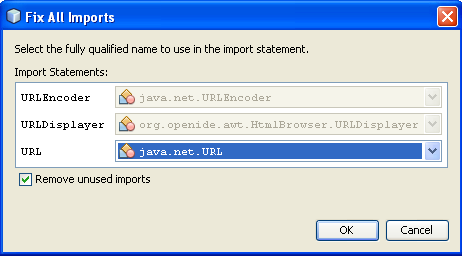 Fix All Imports
Select the fully qualified name to use in the import statement.
Import Statements:
URLEncoder java.net.URLEncoder
URLDisplayer org.openide.awt.HtmlBrowser.URLDisplayer
URL java.net.URL
Remove unused imports
OK Cancel